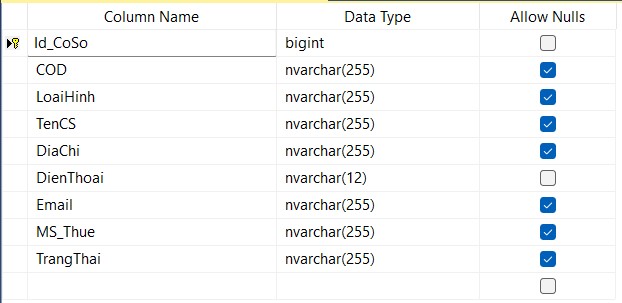 Column Name Data Type Allow Nulls
Id_CoSo bigint
COD nvarchar(255)
LoaiHinh nvarchar(255)
TenCS nvarchar(255)
DiaChi nvarchar(255)
DienThoai nvarchar(12)
Email nvarchar(255)
MS_Thue nvarchar(255)
TrangThai nvarchar(255)